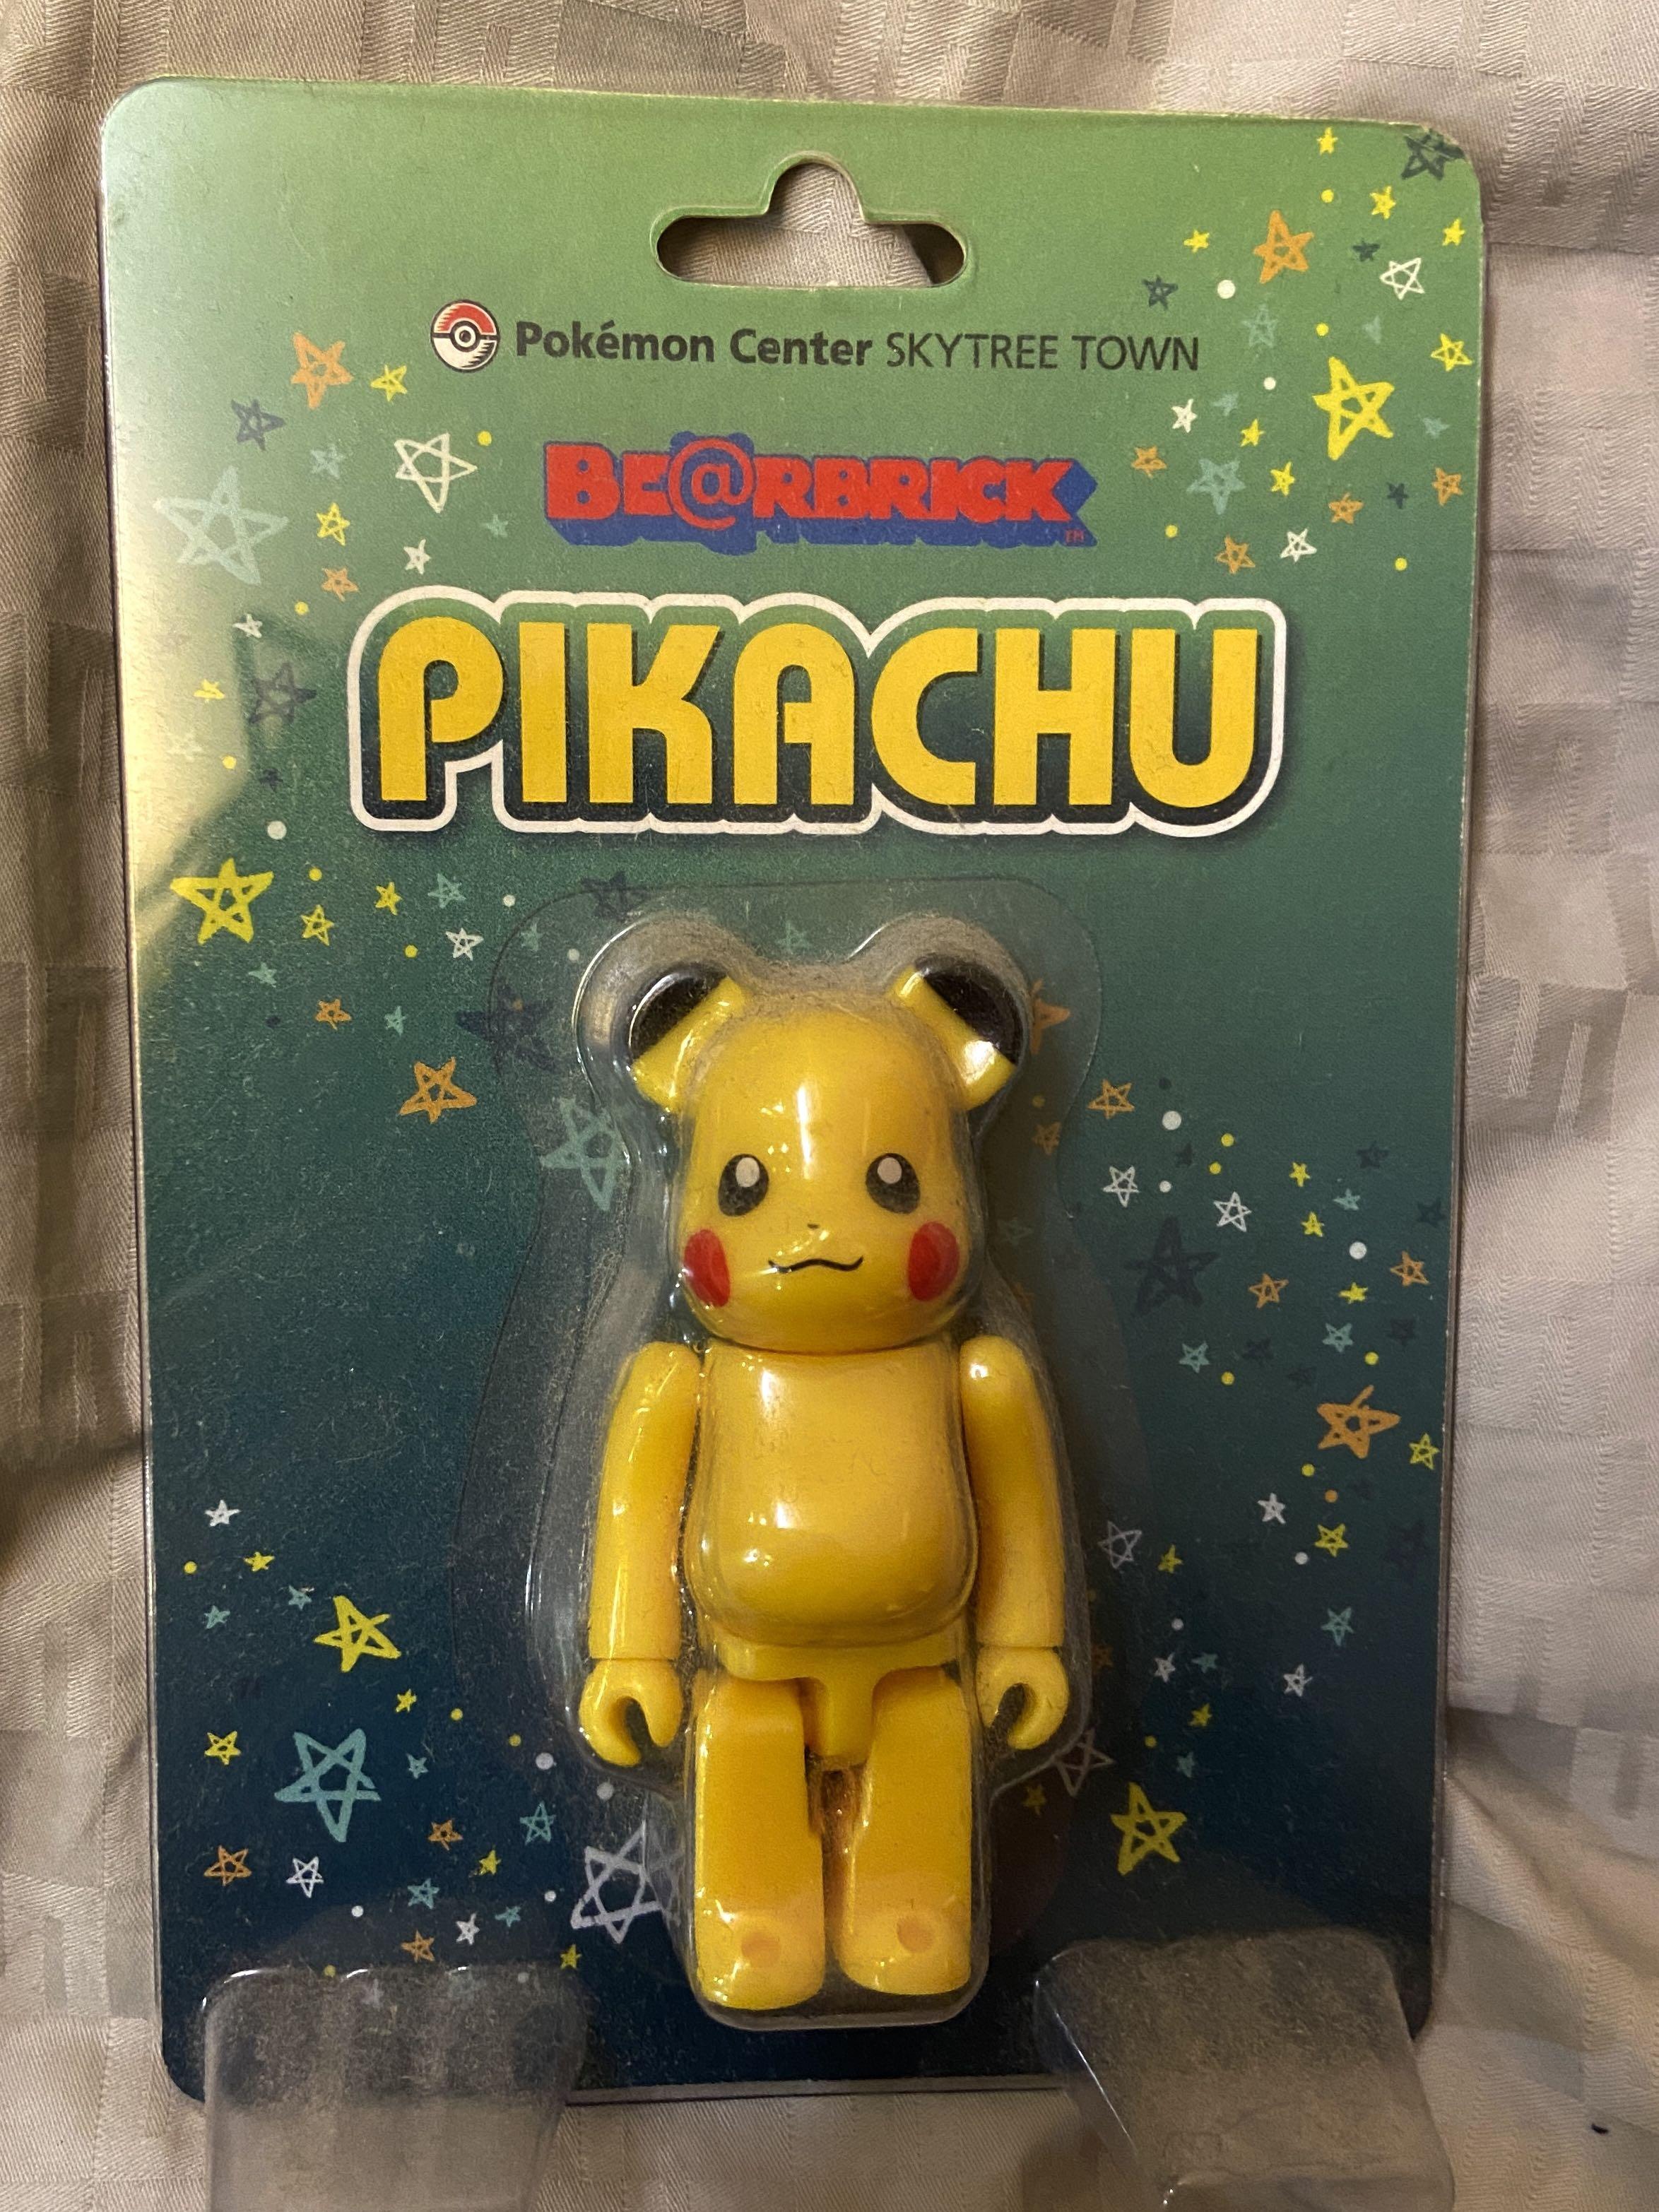 Pokémon Center SKYTREE TOWN
BE@RBRICK™
PIKACHU